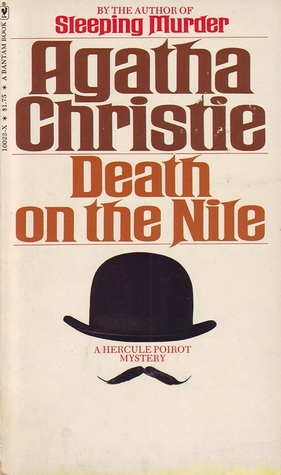 BY THE AUTHOR OF
Sleeping Murder
Agatha
Christie
Death
on the Nile
A HERCULE POIROT
MYSTERY
10022-X ★ $1.75 ★ A BANTAM BOOK